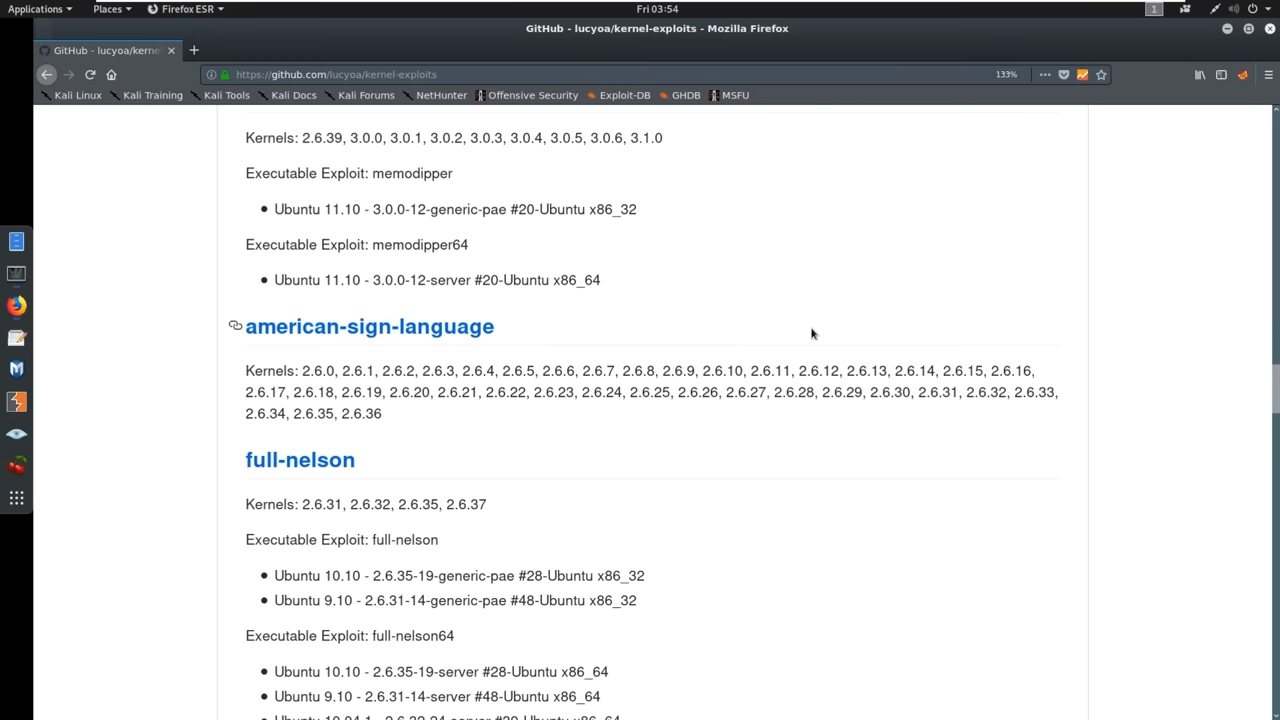 Applications
Places
Firefox ESR
Fri 03:54
1
GitHub - lucyoa/kernel-exploits - Mozilla Firefox
GitHub - lucyoa/kerne
https://github.com/lucyoa/kernel-exploits
133%
Kali Linux
Kali Training
Kali Tools
Kali Docs
Kali Forums
NetHunter
Offensive Security
Exploit-DB
GHDB
MSFU
Kernels: 2.6.39, 3.0.0, 3.0.1, 3.0.2, 3.0.3, 3.0.4, 3.0.5, 3.0.6, 3.1.0
Executable Exploit: memodipper
Ubuntu 11.10 - 3.0.0-12-generic-pae #20-Ubuntu x86_32
Executable Exploit: memodipper64
Ubuntu 11.10 - 3.0.0-12-server #20-Ubuntu x86_64
american-sign-language
Kernels: 2.6.0, 2.6.1, 2.6.2, 2.6.3, 2.6.4, 2.6.5, 2.6.6, 2.6.7, 2.6.8, 2.6.9, 2.6.10, 2.6.11, 2.6.12, 2.6.13, 2.6.14, 2.6.15, 2.6.16,
2.6.17, 2.6.18, 2.6.19, 2.6.20, 2.6.21, 2.6.22, 2.6.23, 2.6.24, 2.6.25, 2.6.26, 2.6.27, 2.6.28, 2.6.29, 2.6.30, 2.6.31, 2.6.32, 2.6.33,
2.6.34, 2.6.35, 2.6.36
full-nelson
Kernels: 2.6.31, 2.6.32, 2.6.35, 2.6.37
Executable Exploit: full-nelson
Ubuntu 10.10 - 2.6.35-19-generic-pae #28-Ubuntu x86_32
Ubuntu 9.10 - 2.6.31-14-generic-pae #48-Ubuntu x86_32
Executable Exploit: full-nelson64
Ubuntu 10.10 - 2.6.35-19-server #28-Ubuntu x86_64
Ubuntu 9.10 - 2.6.31-14-server #48-Ubuntu x86_64